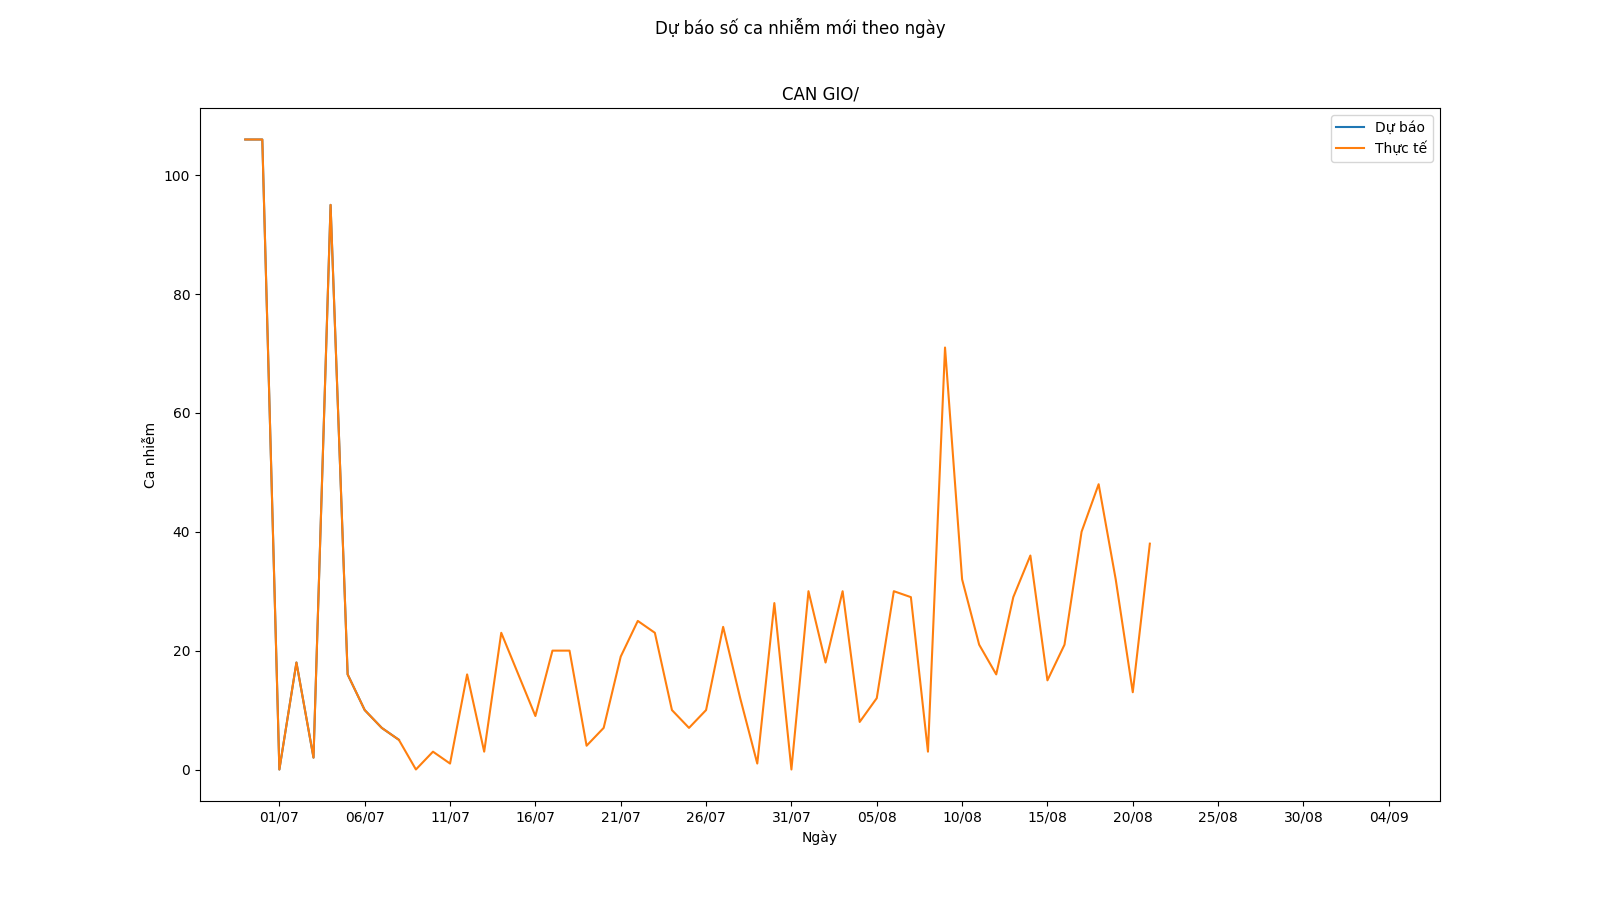 Dự báo số ca nhiễm mới theo ngày
CAN GIO/
Dự báo
Thực tế
100
80
60
40
20
0
Ca nhiễm
01/07 06/07 11/07 16/07 21/07 26/07 31/07 05/08 10/08 15/08 20/08 25/08 30/08 04/09
Ngày